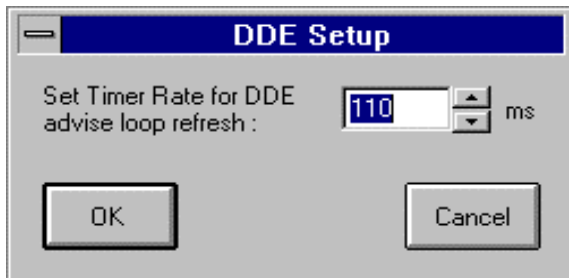 DDE Setup
Set Timer Rate for DDE
advise loop refresh :
110
ms
OK
Cancel